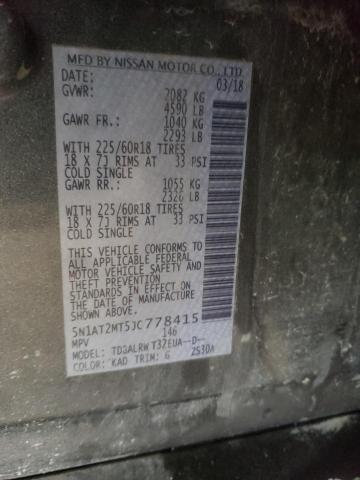 MFD BY NISSAN MOTOR CO., LTD.
DATE: 03/18
GVWR: 2082 KG
4590 LB
GAWR FR.: 1040 KG
2293 LB
WITH 225/60R18 TIRES
18 X 7J RIMS AT 33 PSI
COLD SINGLE
GAWR RR.: 1055 KG
2326 LB
WITH 225/60R18 TIRES
18 X 7J RIMS AT 33 PSI
COLD SINGLE
THIS VEHICLE CONFORMS TO
ALL APPLICABLE FEDERAL
MOTOR VEHICLE SAFETY AND
THEFT PREVENTION
STANDARDS IN EFFECT ON
THE DATE OF MANUFACTURE
SHOWN ABOVE.
5N1AT2MT5JC778415
MPV 146
MODEL: TDGALRW T32EUA--D--
COLOR: KAD TRIM: G 2S30A